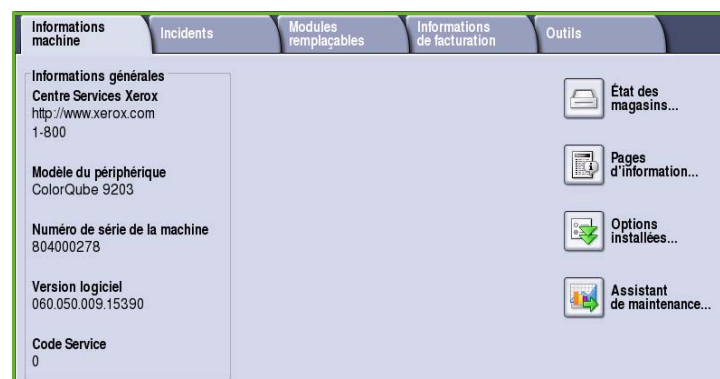 Informations
machine
Incidents
Modules
remplaçables
Informations
de facturation
Outils
Informations générales
Centre Services Xerox
http://www.xerox.com
1-800
Modèle du périphérique
ColorQube 9203
Numéro de série de la machine
804000278
Version logiciel
060.050.009.15390
Code Service
0
État des
magasins...
Pages
d'information...
Options
installées...
Assistant
de maintenance...